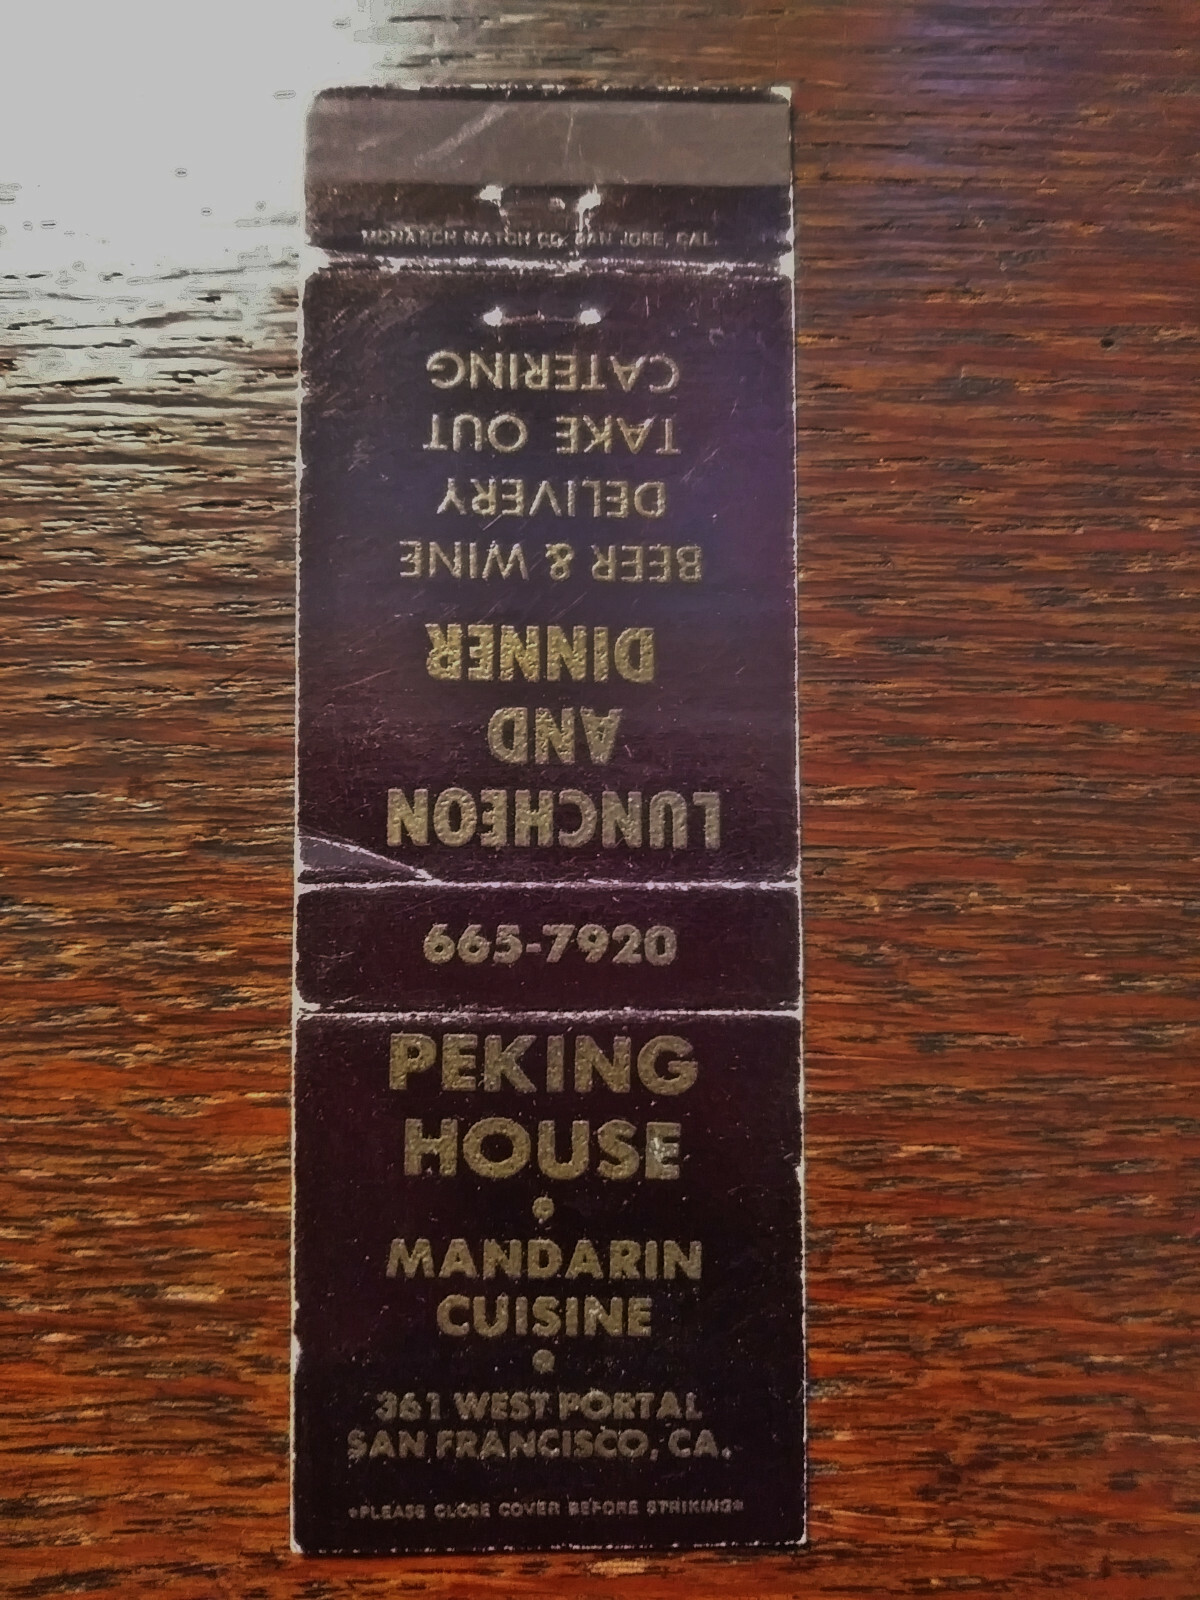 MONARCH MATCH CO. SAN JOSE, CAL.
LUNCHEON
AND
DINNER
BEER & WINE
DELIVERY
TAKE OUT
CATERING
665-7920
PEKING
HOUSE
MANDARIN
CUISINE
361 WEST PORTAL
SAN FRANCISCO, CA.
*PLEASE CLOSE COVER BEFORE STRIKING*